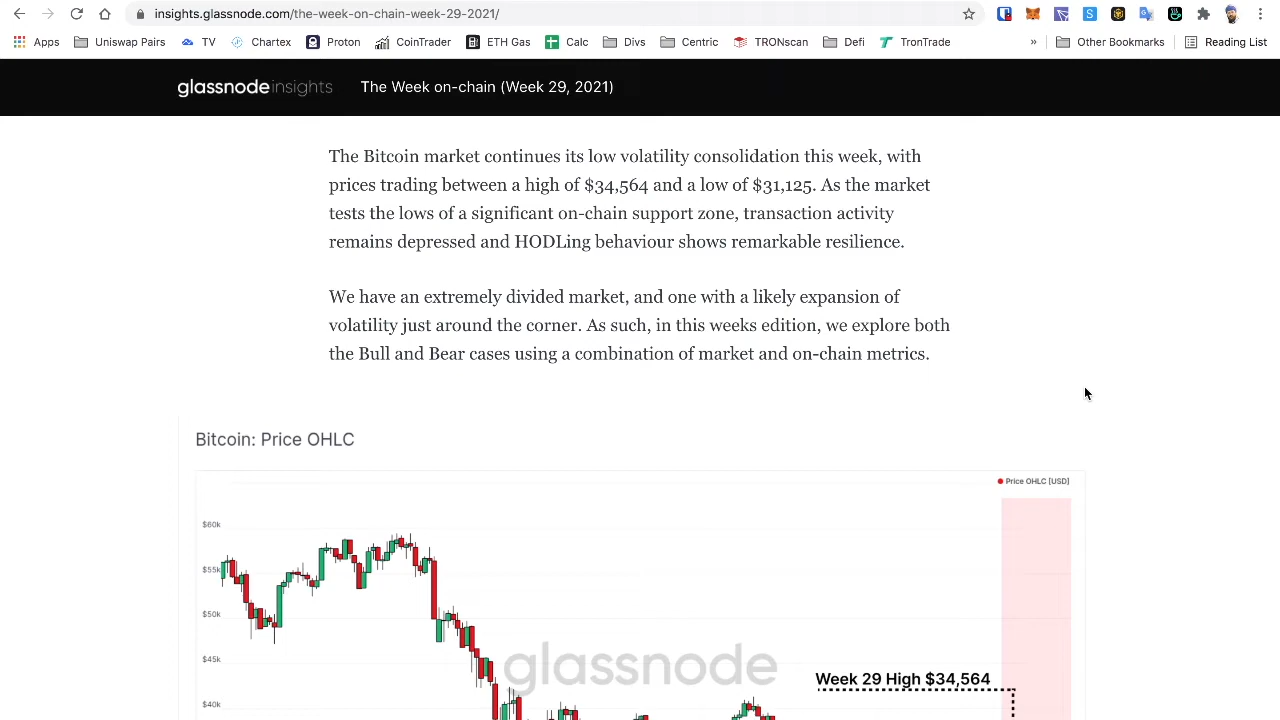 insights.glassnode.com/the-week-on-chain-week-29-2021/
Apps Uniswap Pairs TV Chartex Proton CoinTrader ETH Gas Calc Divs Centric TRONscan Defi TronTrade » Other Bookmarks Reading List
glassnodeinsights The Week on-chain (Week 29, 2021)
The Bitcoin market continues its low volatility consolidation this week, with
prices trading between a high of $34,564 and a low of $31,125. As the market
tests the lows of a significant on-chain support zone, transaction activity
remains depressed and HODLing behaviour shows remarkable resilience.
We have an extremely divided market, and one with a likely expansion of
volatility just around the corner. As such, in this weeks edition, we explore both
the Bull and Bear cases using a combination of market and on-chain metrics.
Bitcoin: Price OHLC
Price OHLC [USD]
$60k
$55k
$50k
$45k
glassnode
Week 29 High $34,564
$40k